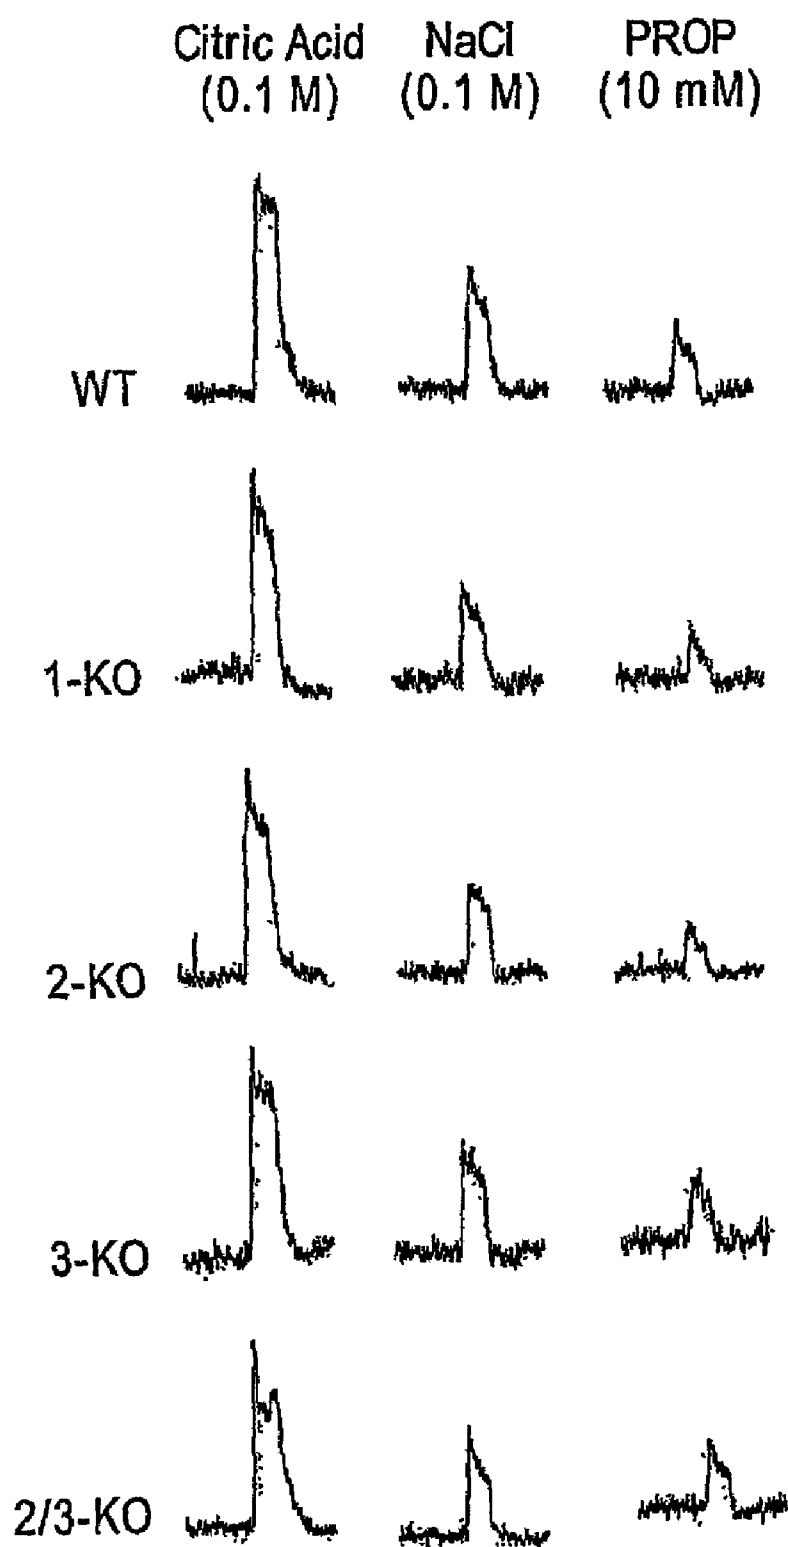 Citric Acid NaCl PROP
(0.1 M) (0.1 M) (10 mM)
WT
1-KO
2-KO
3-KO
2/3-KO